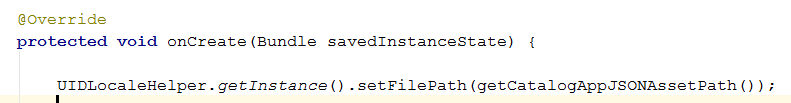 @Override
protected void onCreate(Bundle savedInstanceState) {
UIDLocaleHelper.getInstance().setFilePath(getCatalogAppJSONAssetPath());